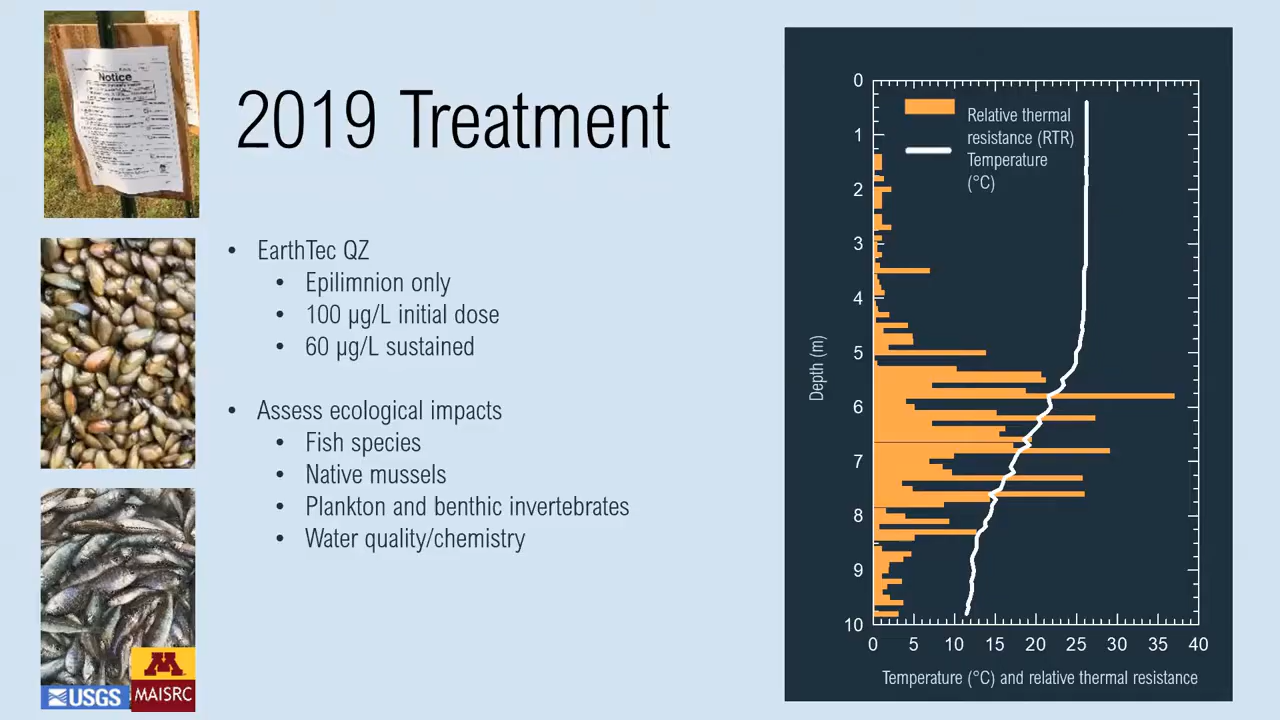 Notice
2019 Treatment
• EarthTec QZ
• Epilimnion only
• 100 µg/L initial dose
• 60 µg/L sustained
• Assess ecological impacts
• Fish species
• Native mussels
• Plankton and benthic invertebrates
• Water quality/chemistry
USGS
M
MAISRC
Relative thermal
resistance (RTR)
Temperature
(°C)
Depth (m)
0
1
2
3
4
5
6
7
8
9
10
0 5 10 15 20 25 30 35 40
Temperature (°C) and relative thermal resistance